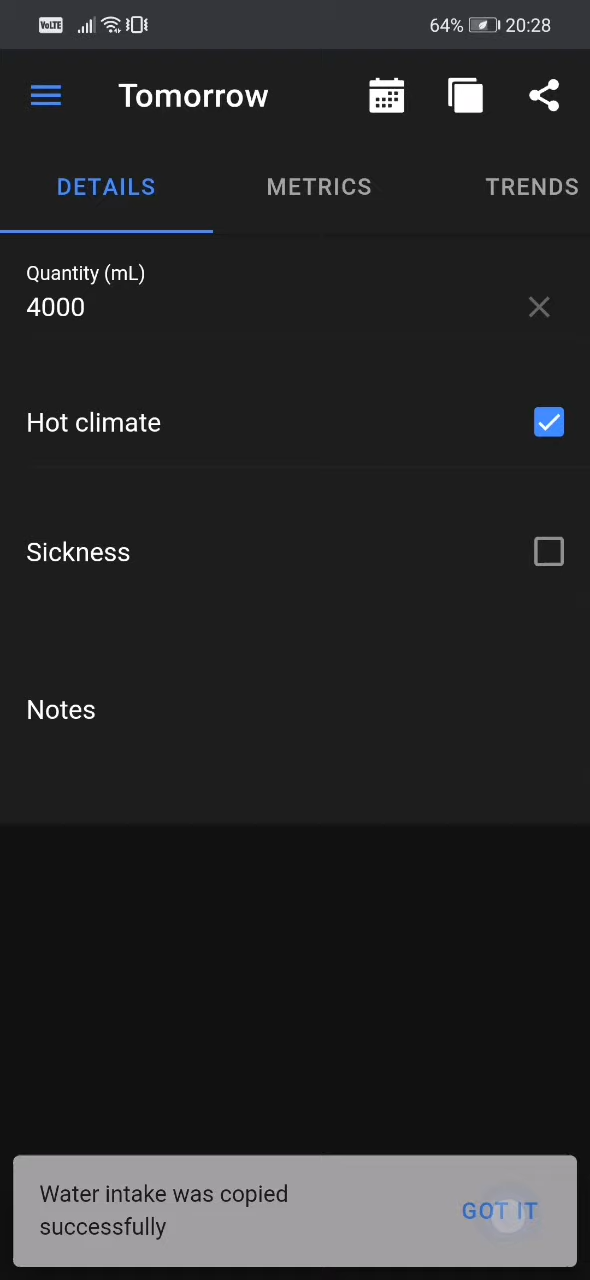 VoLTE 64% 20:28
Tomorrow
DETAILS METRICS TRENDS
Quantity (mL)
4000
Hot climate
Sickness
Notes
Water intake was copied
successfully
GOT IT